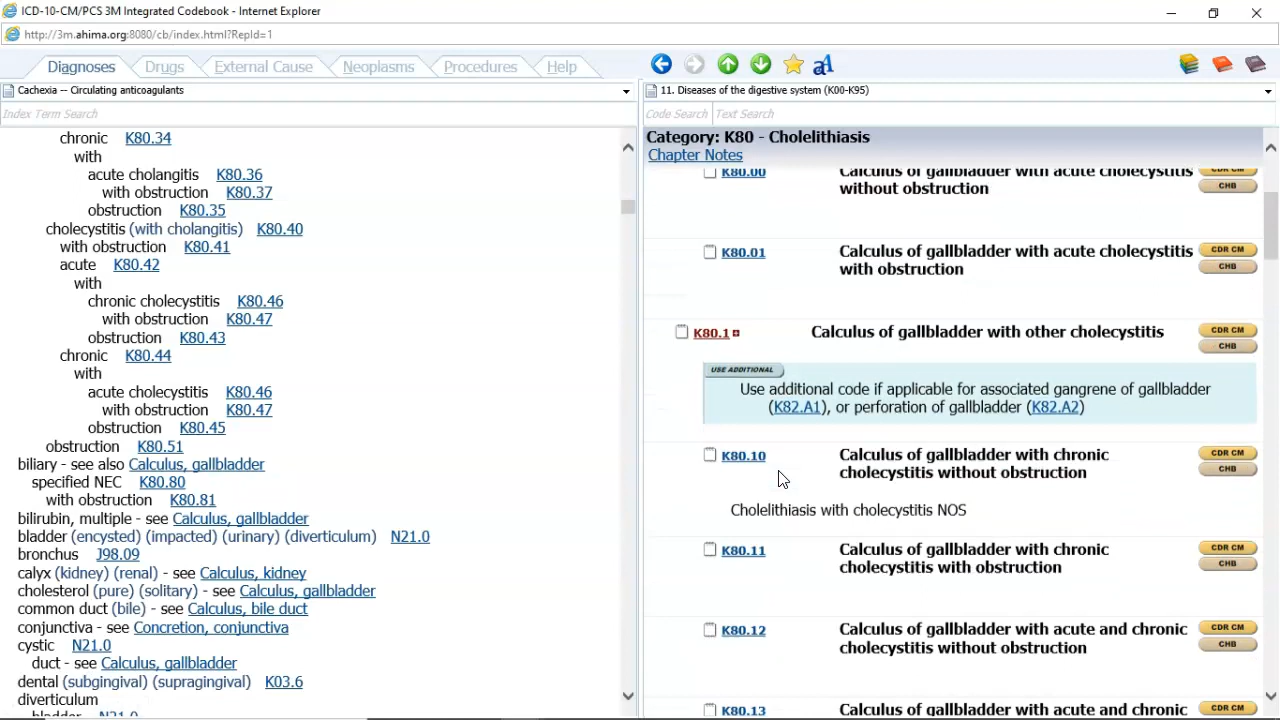 ICD-10-CM/PCS 3M Integrated Codebook - Internet Explorer
http://3m.ahima.org:8080/cb/index.html?RepId=1
Diagnoses Drugs External Cause Neoplasms Procedures Help
Cachexia -- Circulating anticoagulants
Index Term Search
chronic K80.34
with
acute cholangitis K80.36
with obstruction K80.37
obstruction K80.35
cholecystitis (with cholangitis) K80.40
with obstruction K80.41
acute K80.42
with
chronic cholecystitis K80.46
with obstruction K80.47
obstruction K80.43
chronic K80.44
with
acute cholecystitis K80.46
with obstruction K80.47
obstruction K80.45
obstruction K80.51
biliary - see also Calculus, gallbladder
specified NEC K80.80
with obstruction K80.81
bilirubin, multiple - see Calculus, gallbladder
bladder (encysted) (impacted) (urinary) (diverticulum) N21.0
bronchus J98.09
calyx (kidney) (renal) - see Calculus, kidney
cholesterol (pure) (solitary) - see Calculus, gallbladder
common duct (bile) - see Calculus, bile duct
conjunctiva - see Concretion, conjunctiva
cystic N21.0
duct - see Calculus, gallbladder
dental (subgingival) (supragingival) K03.6
diverticulum
bladder N21.0
aA
11. Diseases of the digestive system (K00-K95)
Code Search Text Search
Category: K80 - Cholelithiasis
Chapter Notes
K80.00 Calculus of gallbladder with acute cholecystitis CDR CM
without obstruction CHB
K80.01 Calculus of gallbladder with acute cholecystitis CDR CM
with obstruction CHB
K80.1 Calculus of gallbladder with other cholecystitis CDR CM
CHB
USE ADDITIONAL
Use additional code if applicable for associated gangrene of gallbladder
(K82.A1), or perforation of gallbladder (K82.A2)
K80.10 Calculus of gallbladder with chronic CDR CM
cholecystitis without obstruction CHB
Cholelithiasis with cholecystitis NOS
K80.11 Calculus of gallbladder with chronic CDR CM
cholecystitis with obstruction CHB
K80.12 Calculus of gallbladder with acute and chronic CDR CM
cholecystitis without obstruction CHB
K80.13 Calculus of gallbladder with acute and chronic CDR CM